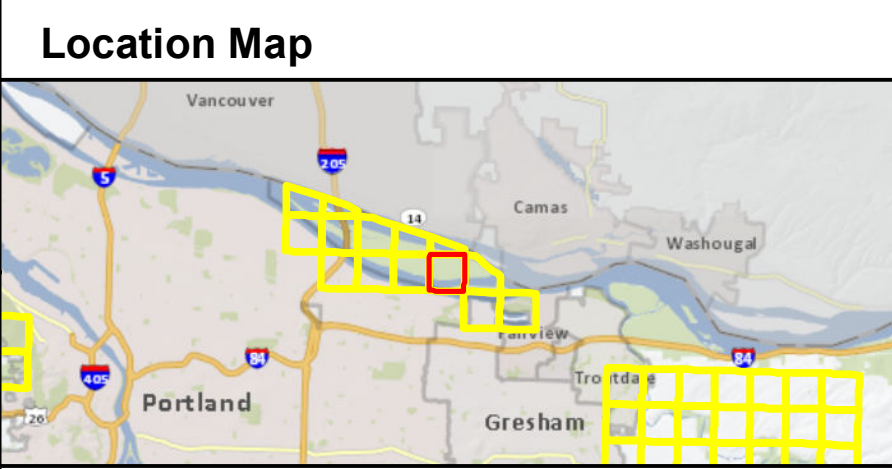 Location Map
Vancouver
205
5
14
Camas
Washougal
Fairview
84
84
Troutdale
405
Portland
26
Gresham